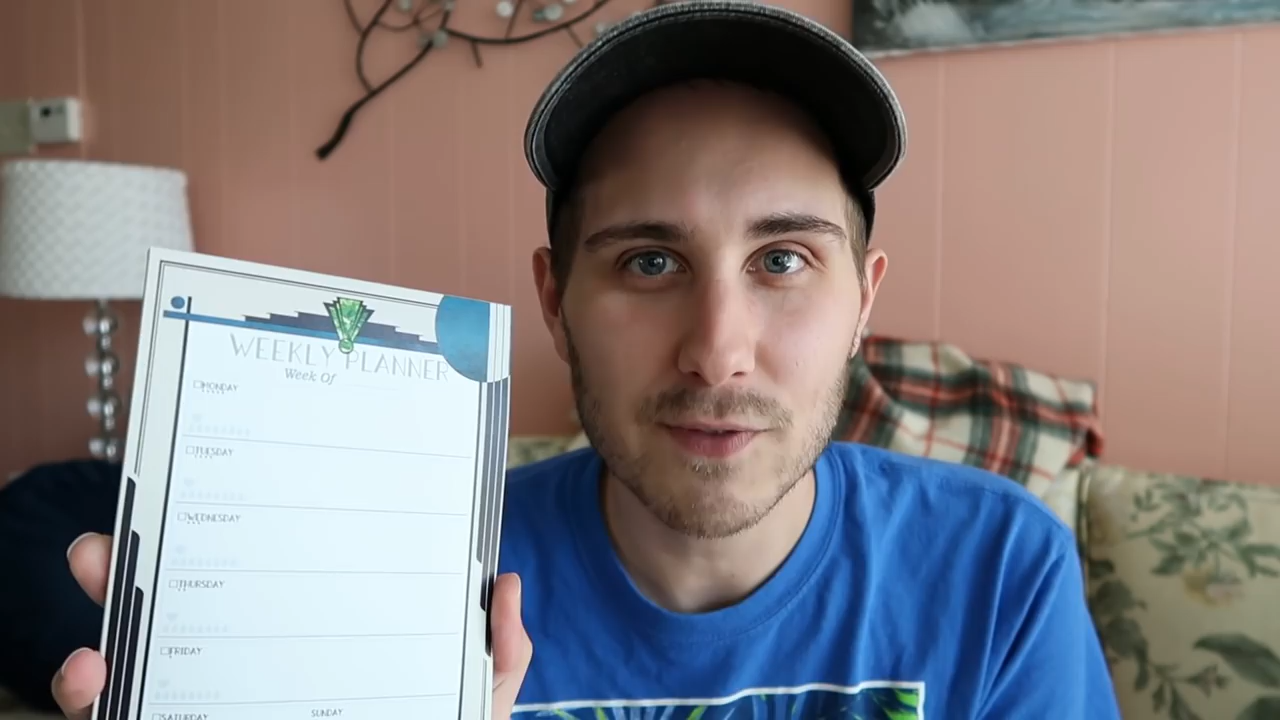 WEEKLY PLANNER
Week Of
MONDAY
TUESDAY
WEDNESDAY
THURSDAY
FRIDAY
SATURDAY SUNDAY